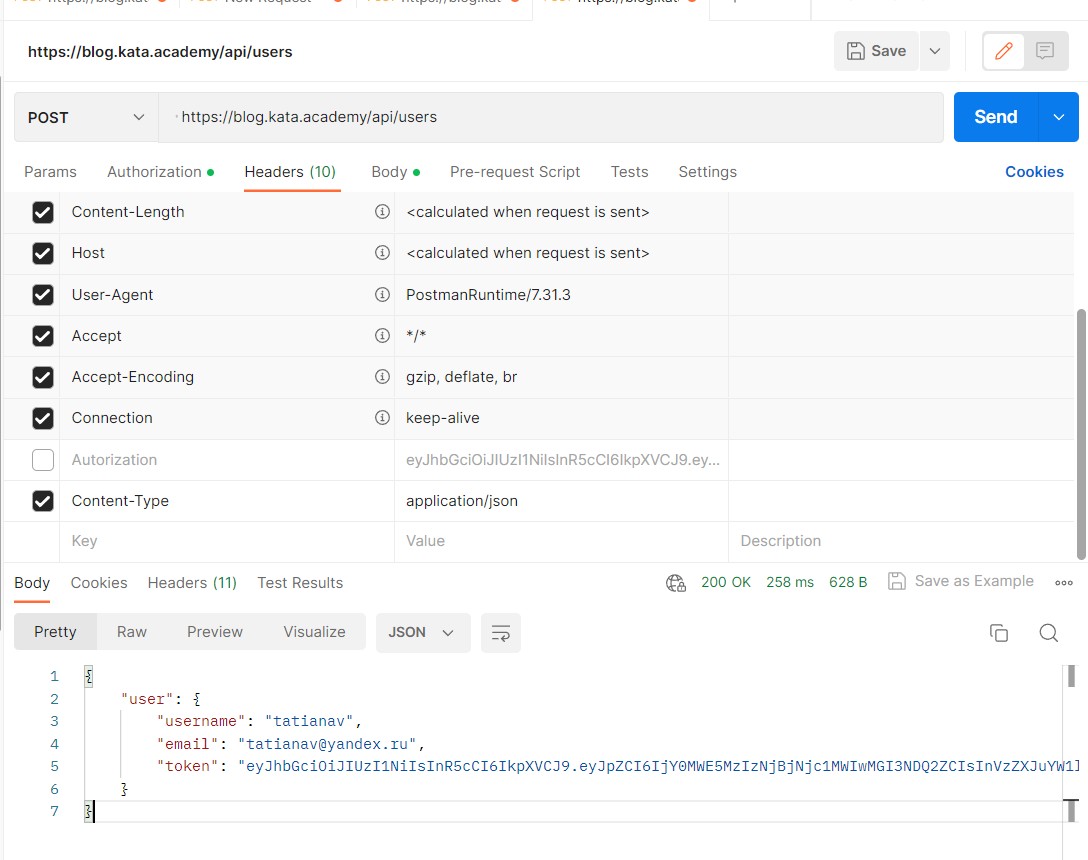 https://blog.kata.academy/api/users
Save
POST
https://blog.kata.academy/api/users
Send
Params Authorization Headers (10) Body Pre-request Script Tests Settings Cookies
Content-Length <calculated when request is sent>
Host <calculated when request is sent>
User-Agent PostmanRuntime/7.31.3
Accept */*
Accept-Encoding gzip, deflate, br
Connection keep-alive
Autorization eyJhbGciOiJIUzI1NiIsInR5cCI6IkpXVCJ9.ey...
Content-Type application/json
Key Value Description
Body Cookies Headers (11) Test Results 200 OK 258 ms 628 B Save as Example
Pretty Raw Preview Visualize JSON
1 {
2 "user": {
3 "username": "tatianav",
4 "email": "tatianav@yandex.ru",
5 "token": "eyJhbGciOiJIUzI1NiIsInR5cCI6IkpXVCJ9.eyJpZCI6IjY0MWE5MzIzNjBjNjc1MWIwMGI3NDQ2ZCIsInVzZXJuYW1l
6 }
7 }